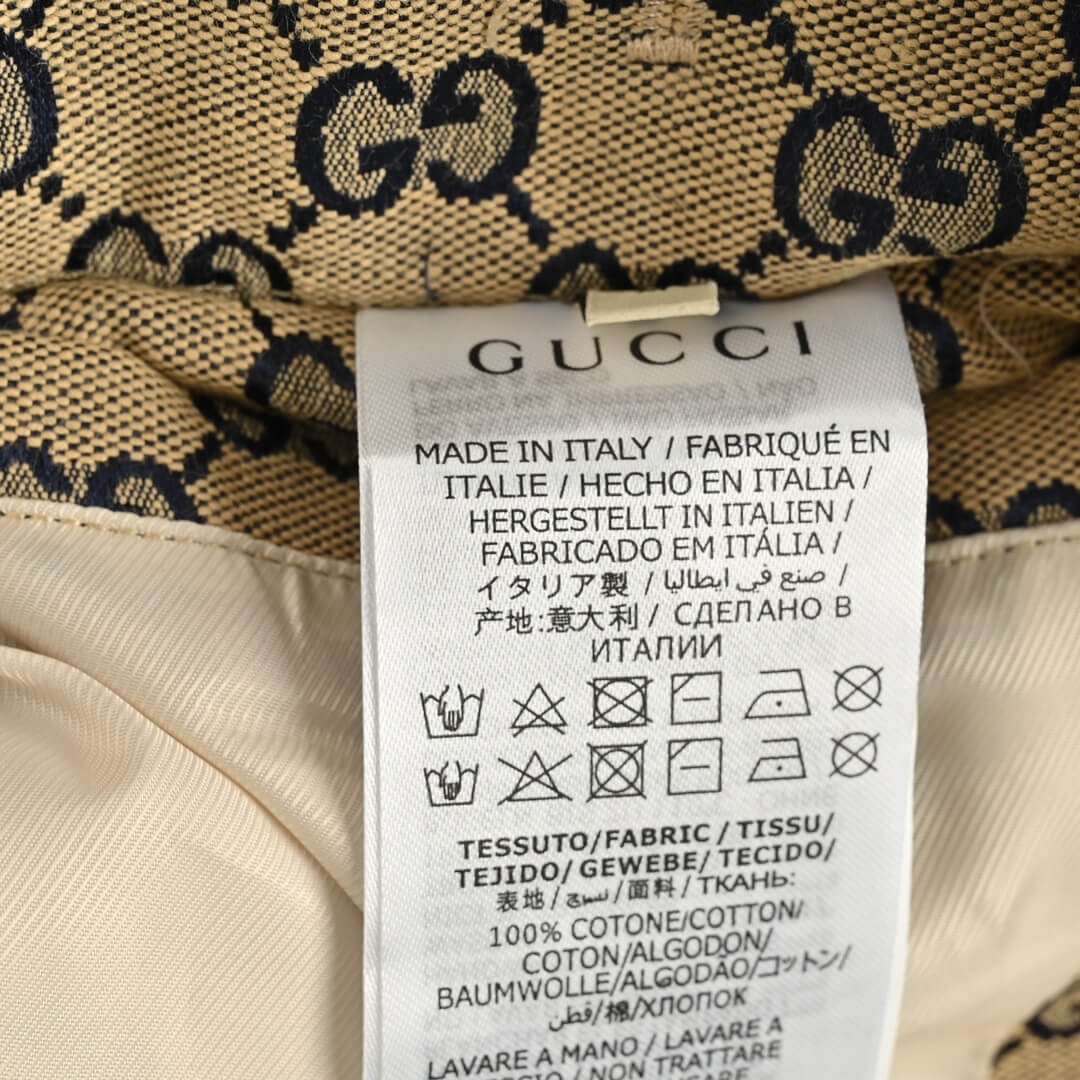 GUCCI
MADE IN ITALY / FABRIQUÉ EN
ITALIE / HECHO EN ITALIA /
HERGESTELLT IN ITALIEN /
FABRICADO EM ITÁLIA /
イタリア製 / صنع في ايطاليا /
产地:意大利 / СДЕЛАНО В
ИТАЛИИ
TESSUTO/FABRIC / TISSU/
TEJIDO/ GEWEBE/ TECIDO/
表地 / نسيج / 面料 / ТКАНЬ:
100% COTONE/COTTON/
COTON/ALGODON/
BAUMWOLLE/ALGODÃO/コットン/
قطن/棉/ХЛОПОК
LAVARE A MANO / LAVARE A
/ NON TRATTARE